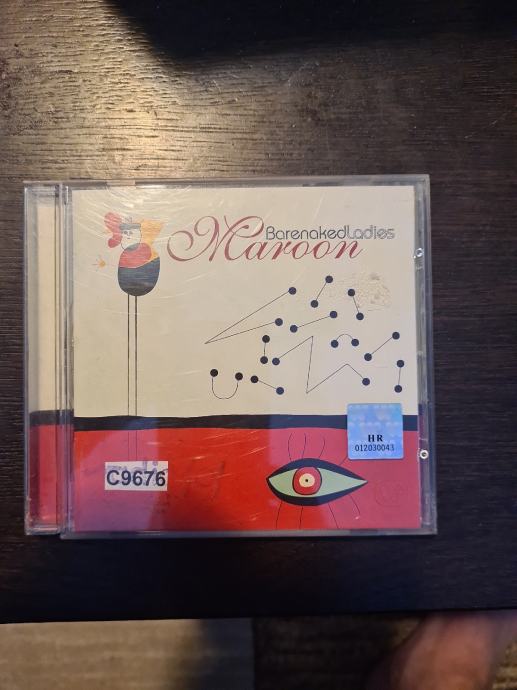 BarenakedLadies
Maroon
HR
012030043
C9676